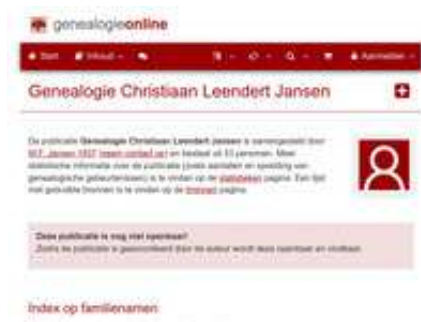 genealogieonline
Start Inhoud Aanmelden
Genealogie Christiaan Leendert Jansen
De publicatie Genealogie Christiaan Leendert Jansen is samengesteld door
(neem contact op) en bestaat uit personen. Meer
statistische informatie over de publicatie (zoals aantallen en spreiding van
genealogische gebeurtenissen) is te vinden op de statistieken pagina. Een lijst
met gebruikte bronnen is te vinden op de bronnen pagina.
Deze publicatie is nog niet openbaar!
Zodra de publicatie is gecontroleerd door de auteur wordt deze openbaar en vindbaar.
Index op familienamen